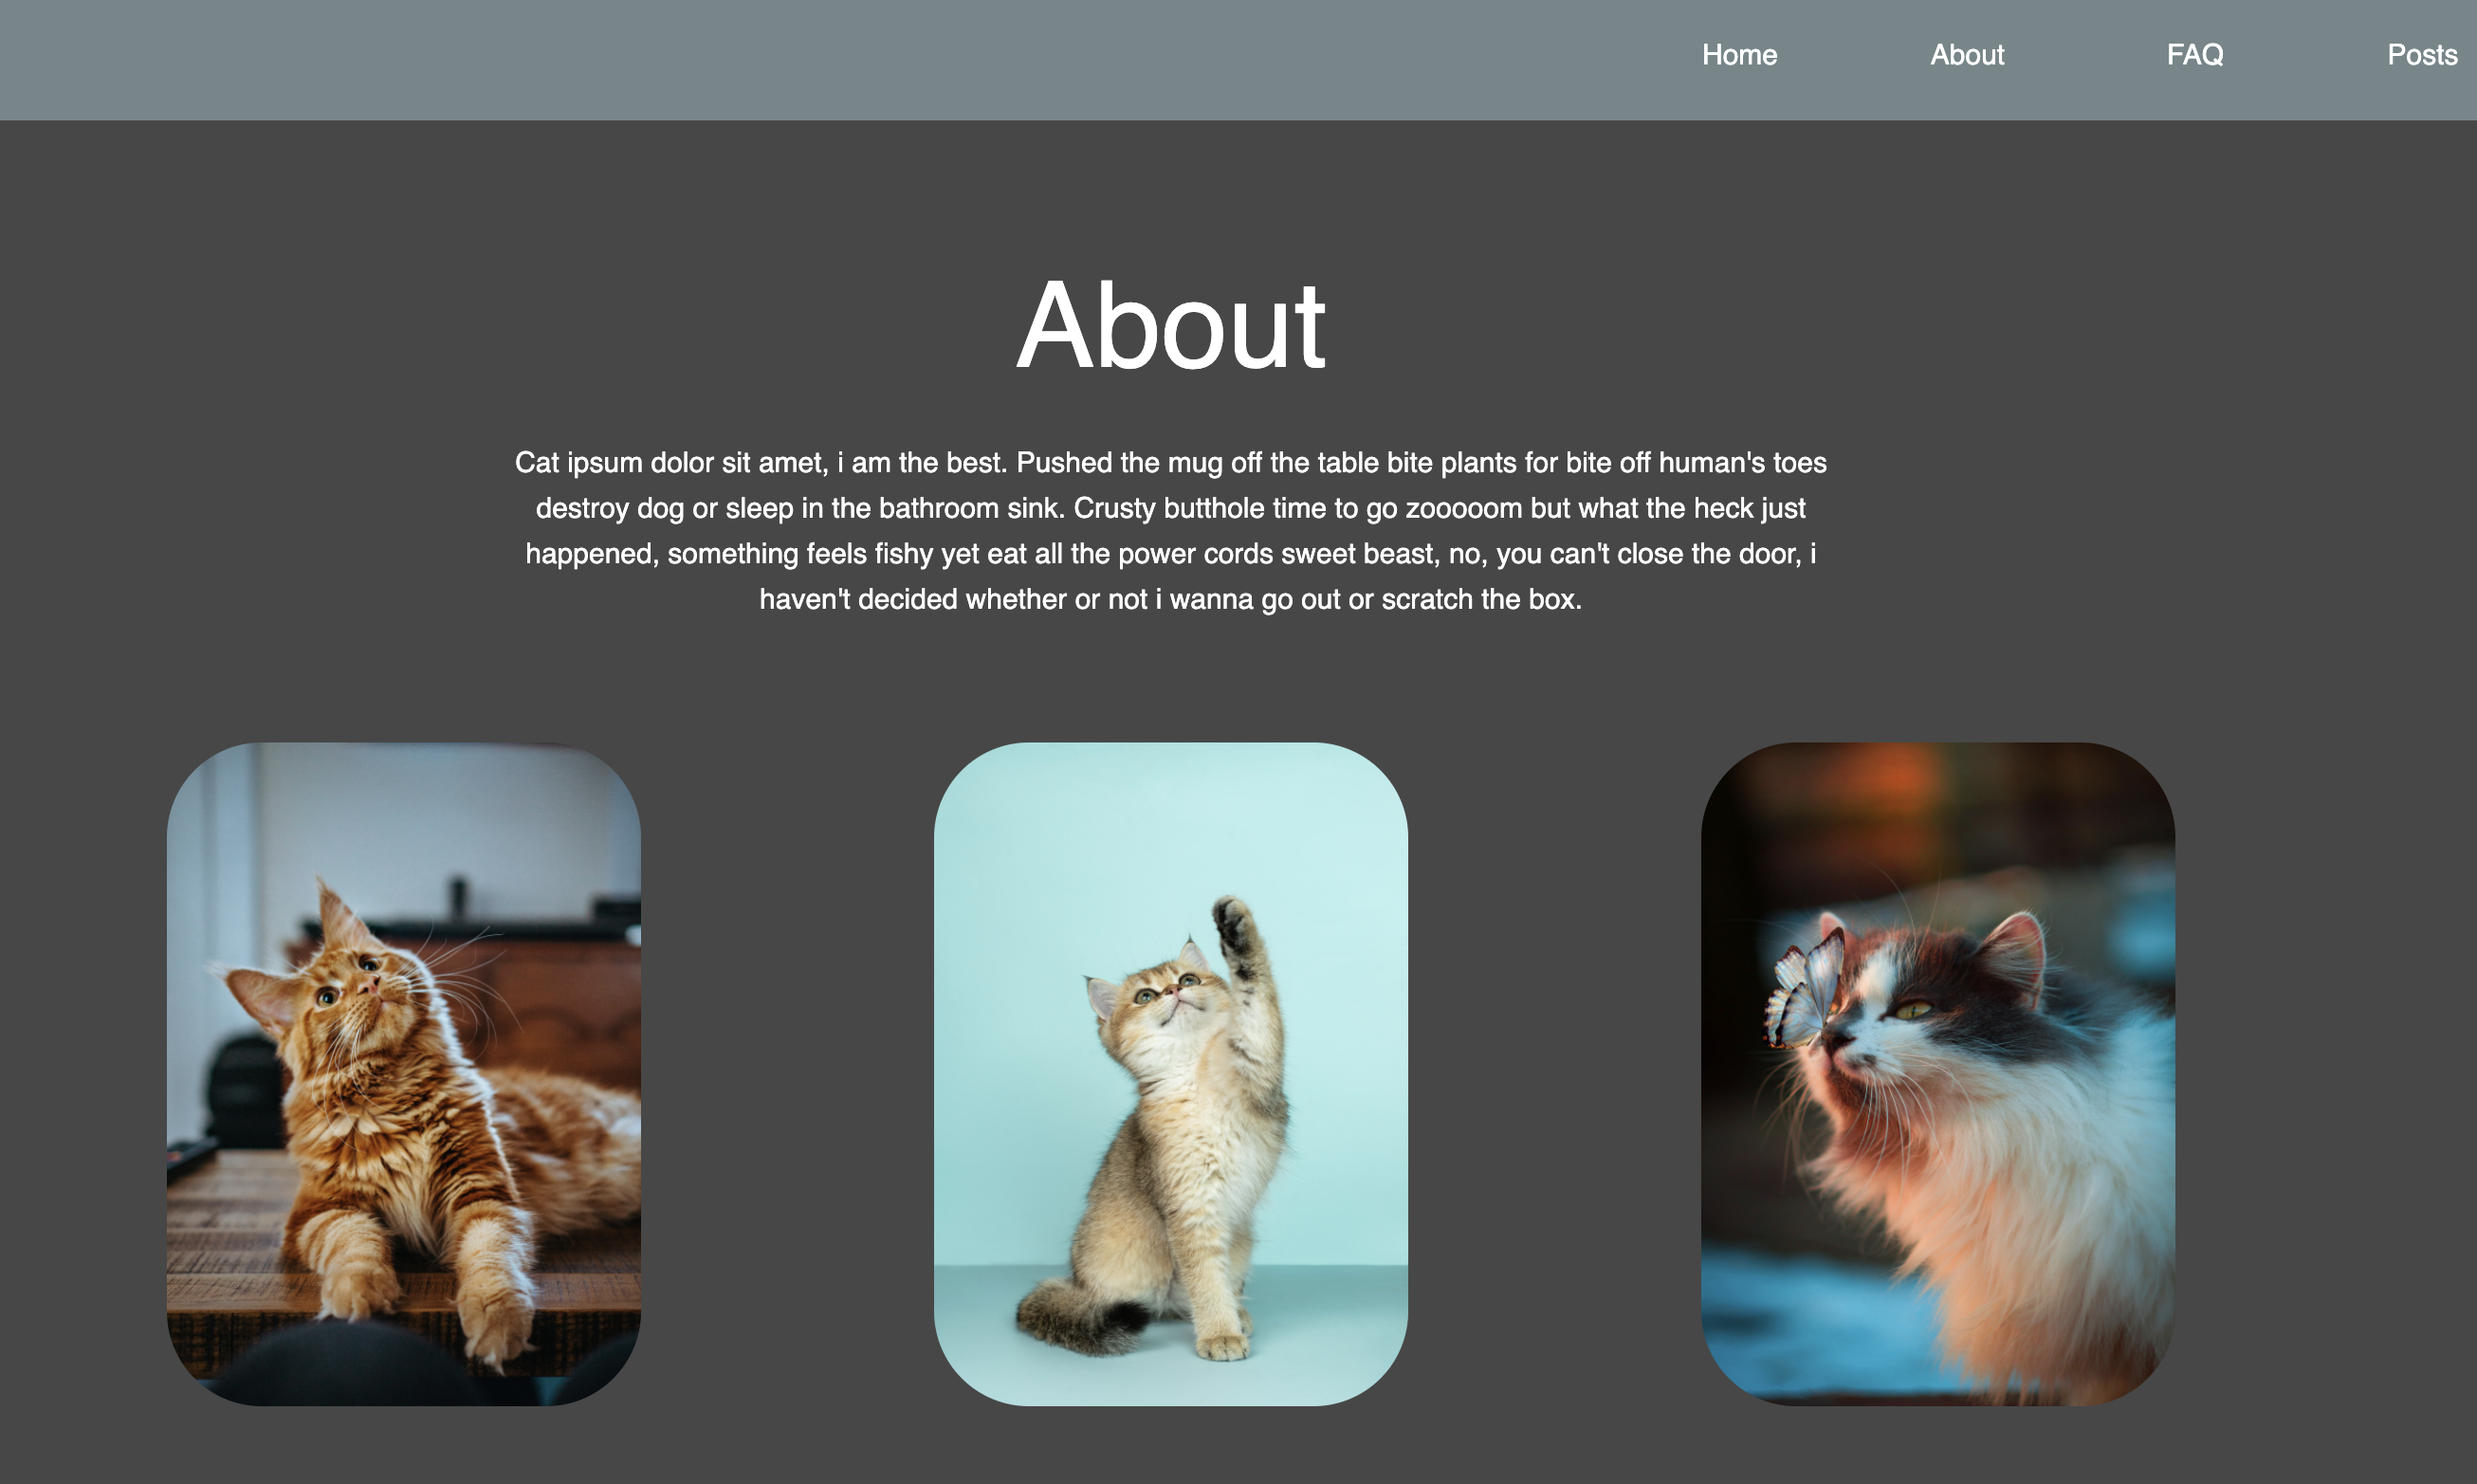 Home About FAQ Posts
About
Cat ipsum dolor sit amet, i am the best. Pushed the mug off the table bite plants for bite off human's toes
destroy dog or sleep in the bathroom sink. Crusty butthole time to go zooooom but what the heck just
happened, something feels fishy yet eat all the power cords sweet beast, no, you can't close the door, i
haven't decided whether or not i wanna go out or scratch the box.